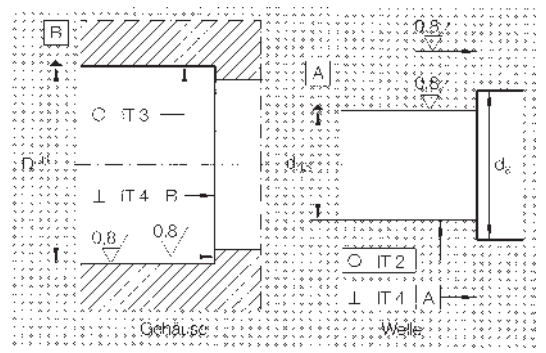 B
0,8
A
0,8
○ IT3
⊥ IT4 B
0,8
0,8
○ IT2
⊥ IT4 A
Gehäuse
Welle